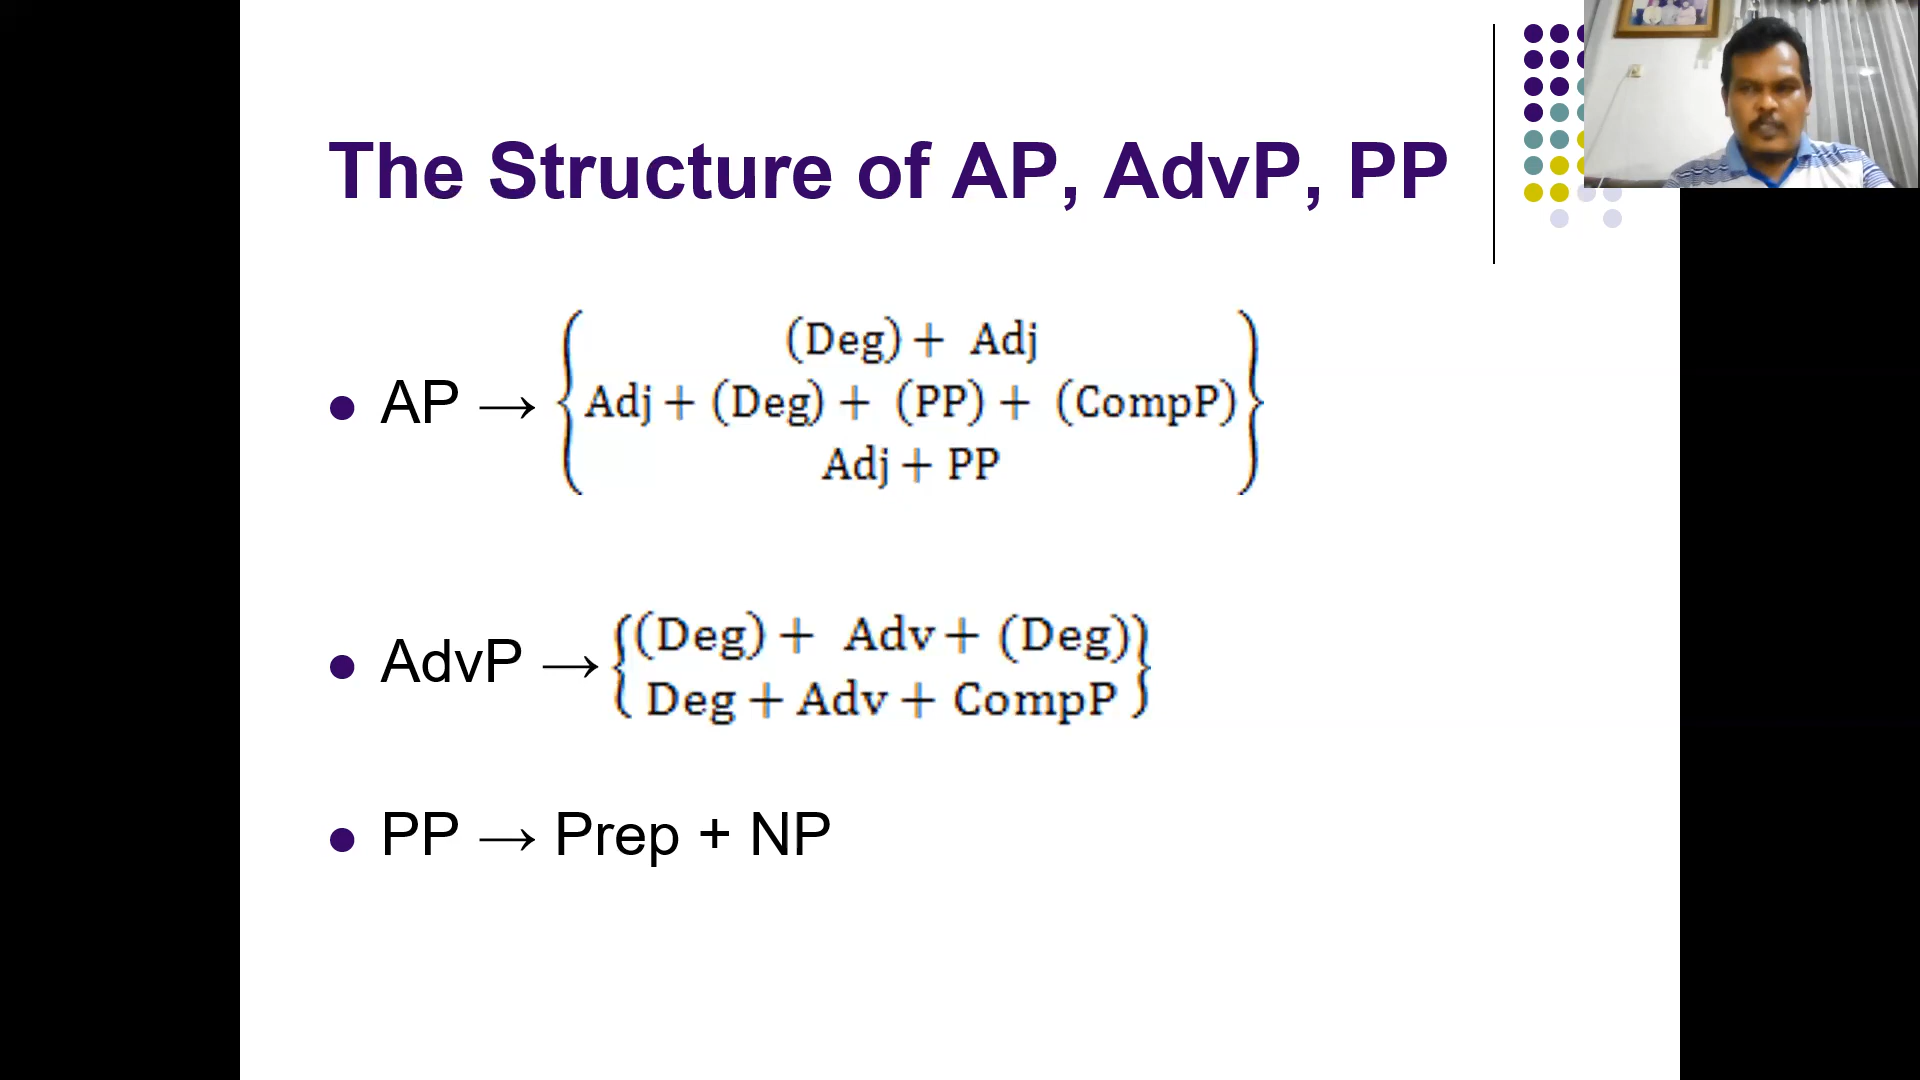 The Structure of AP, AdvP, PP
(Deg) + Adj
AP → Adj + (Deg) + (PP) + (CompP)
Adj + PP
(Deg) + Adv + (Deg)
AdvP →
Deg + Adv + CompP
PP → Prep + NP